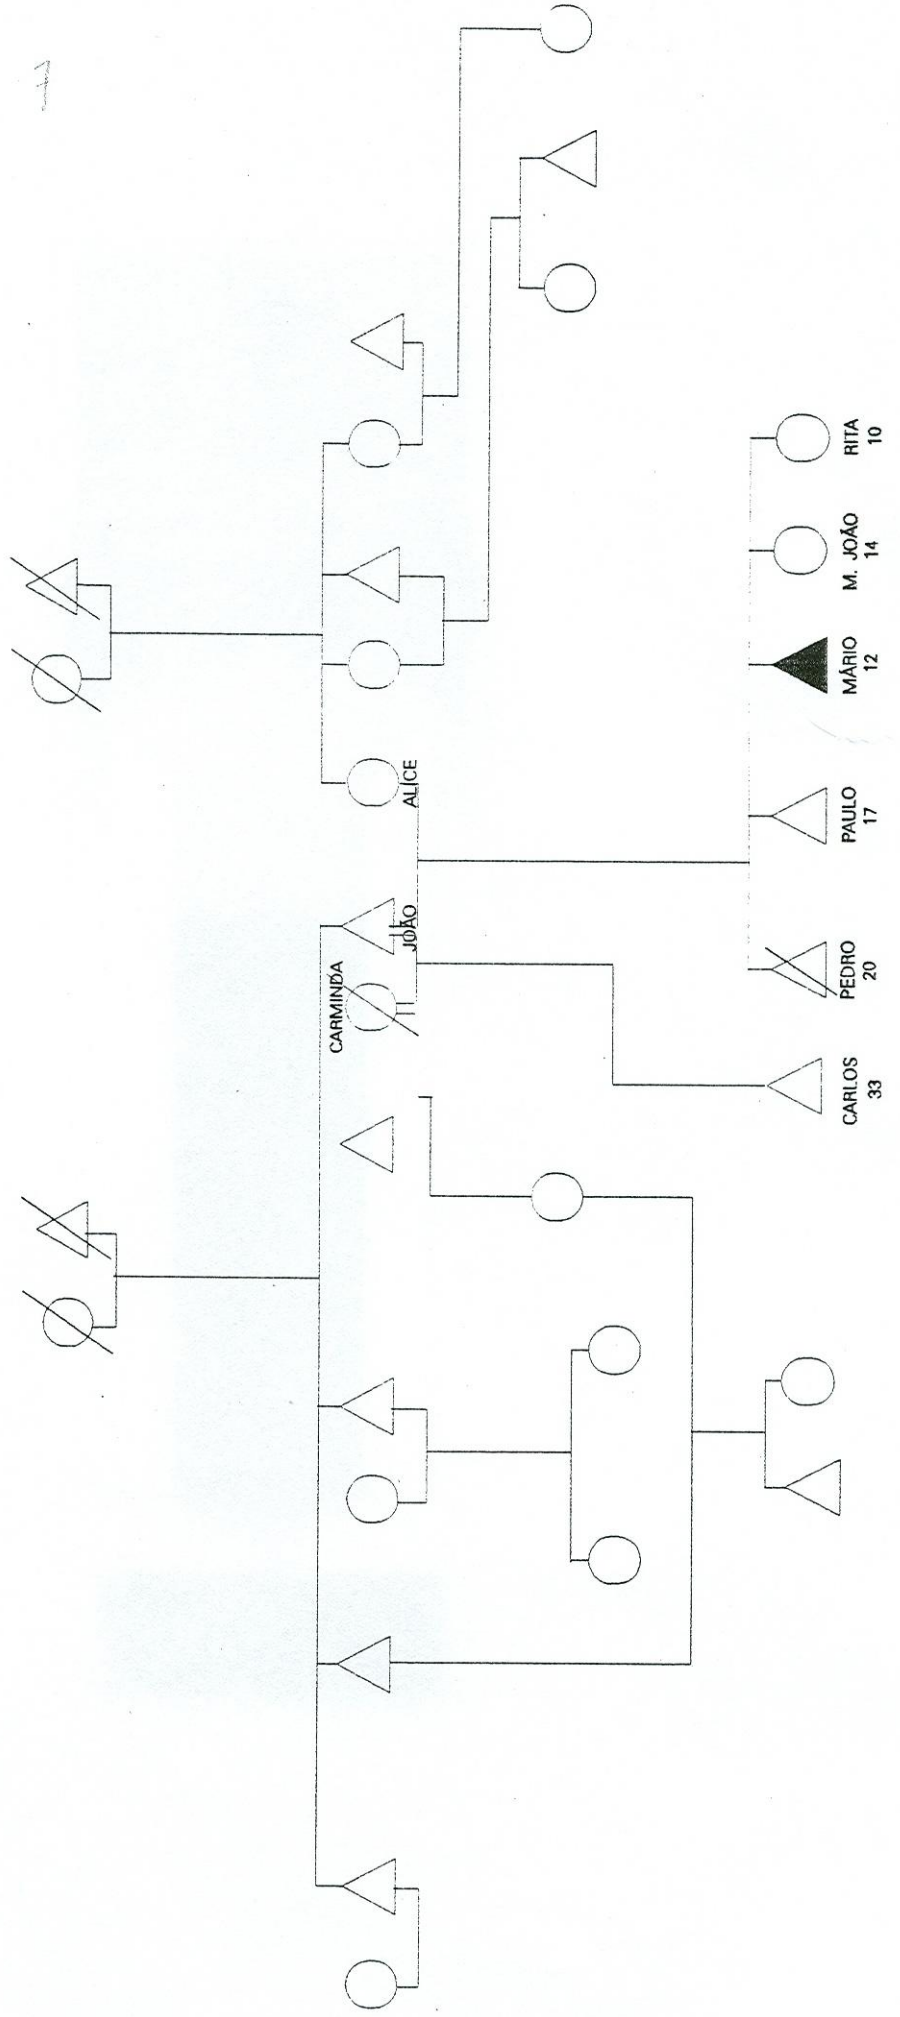 7
CARMINDA
JOÃO
ALICE
CARLOS
33
PEDRO
20
PAULO
17
MÁRIO
12
M. JOÃO
14
RITA
10